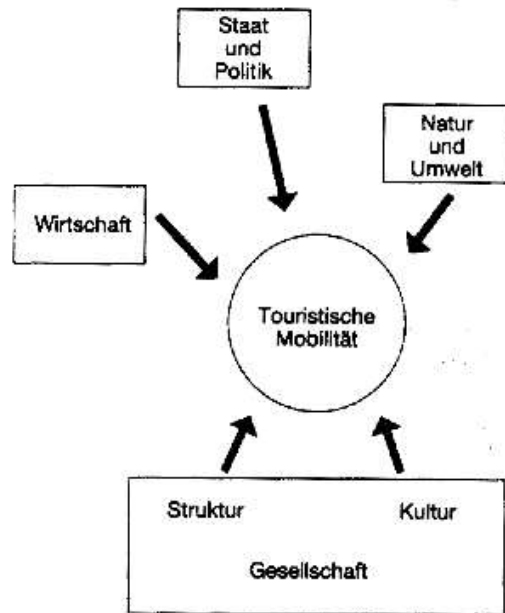 Staat
und
Politik
Natur
und
Umwelt
Wirtschaft
Touristische
Mobilität
Struktur
Kultur
Gesellschaft